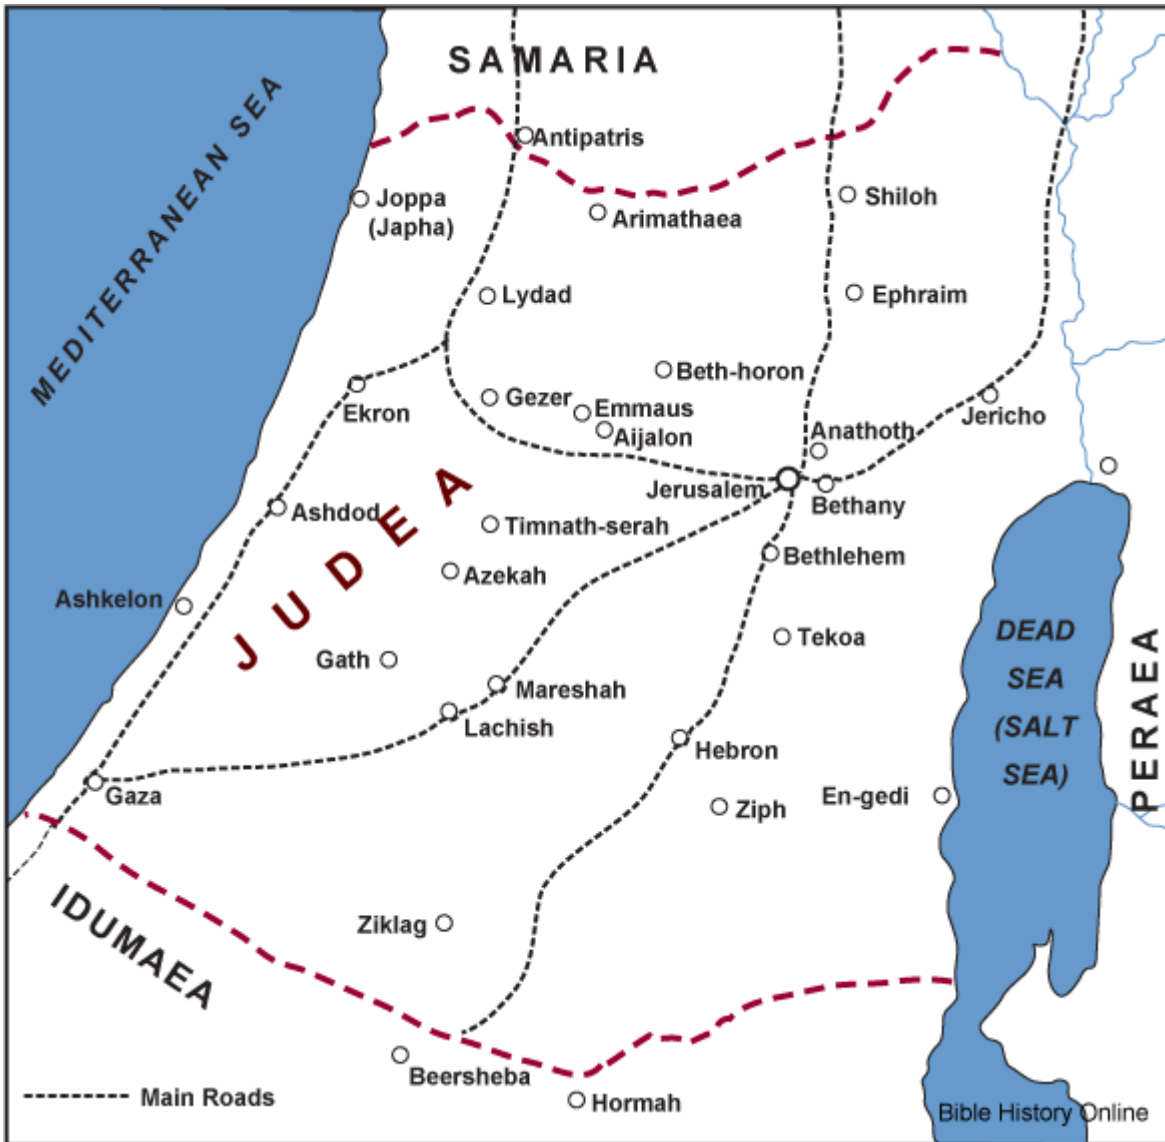 SAMARIA
MEDITERRANEAN SEA
Antipatris
Joppa
(Japha)
Shiloh
Arimathaea
Lydad
Ephraim
Beth-horon
Ekron
Gezer
Emmaus
Aijalon
Jericho
Anathoth
Jerusalem
Bethany
JUDEA
Ashdod
Timnath-serah
Bethlehem
Azekah
Ashkelon
Tekoa
Gath
DEAD
SEA
(SALT
SEA)
PERAEA
Mareshah
Lachish
Hebron
Gaza
Ziph
En-gedi
IDUMAEA
Ziklag
Beersheba
Hormah
Main Roads
Bible History Online